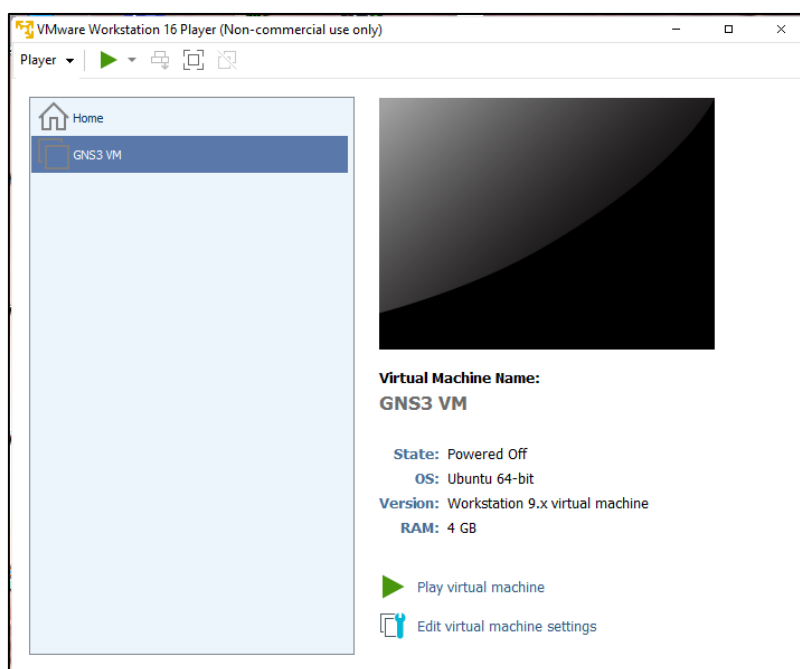 VMware Workstation 16 Player (Non-commercial use only)
Player
Home
GNS3 VM
Virtual Machine Name:
GNS3 VM
State: Powered Off
OS: Ubuntu 64-bit
Version: Workstation 9.x virtual machine
RAM: 4 GB
Play virtual machine
Edit virtual machine settings